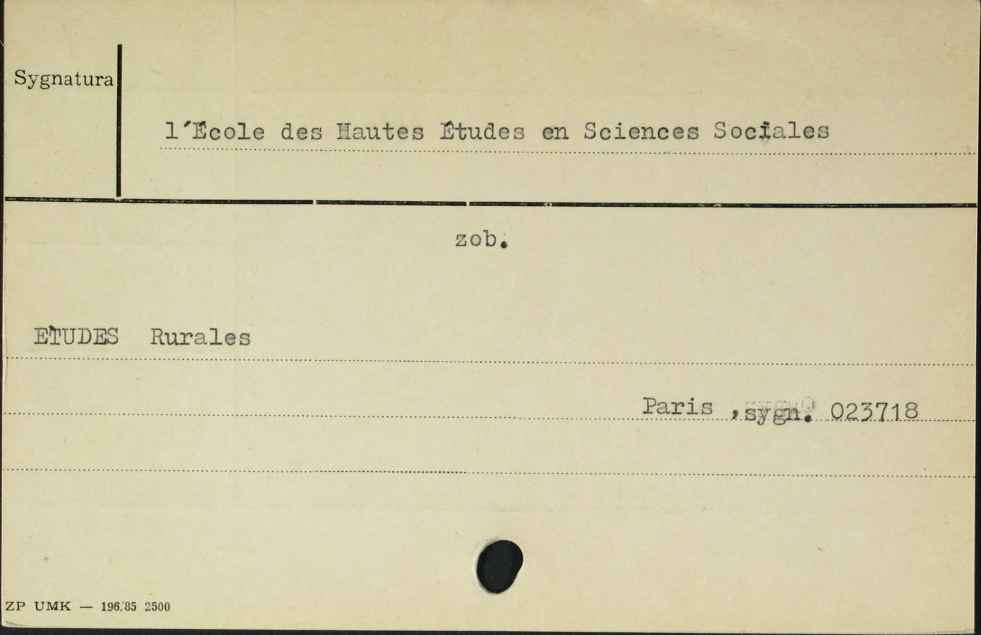 Sygnatura
l'École des Hautes Études en Sciences Sociales
zob.
ETUDES Rurales
Paris , sygn. 023718
ZP UMK — 196/85 2500